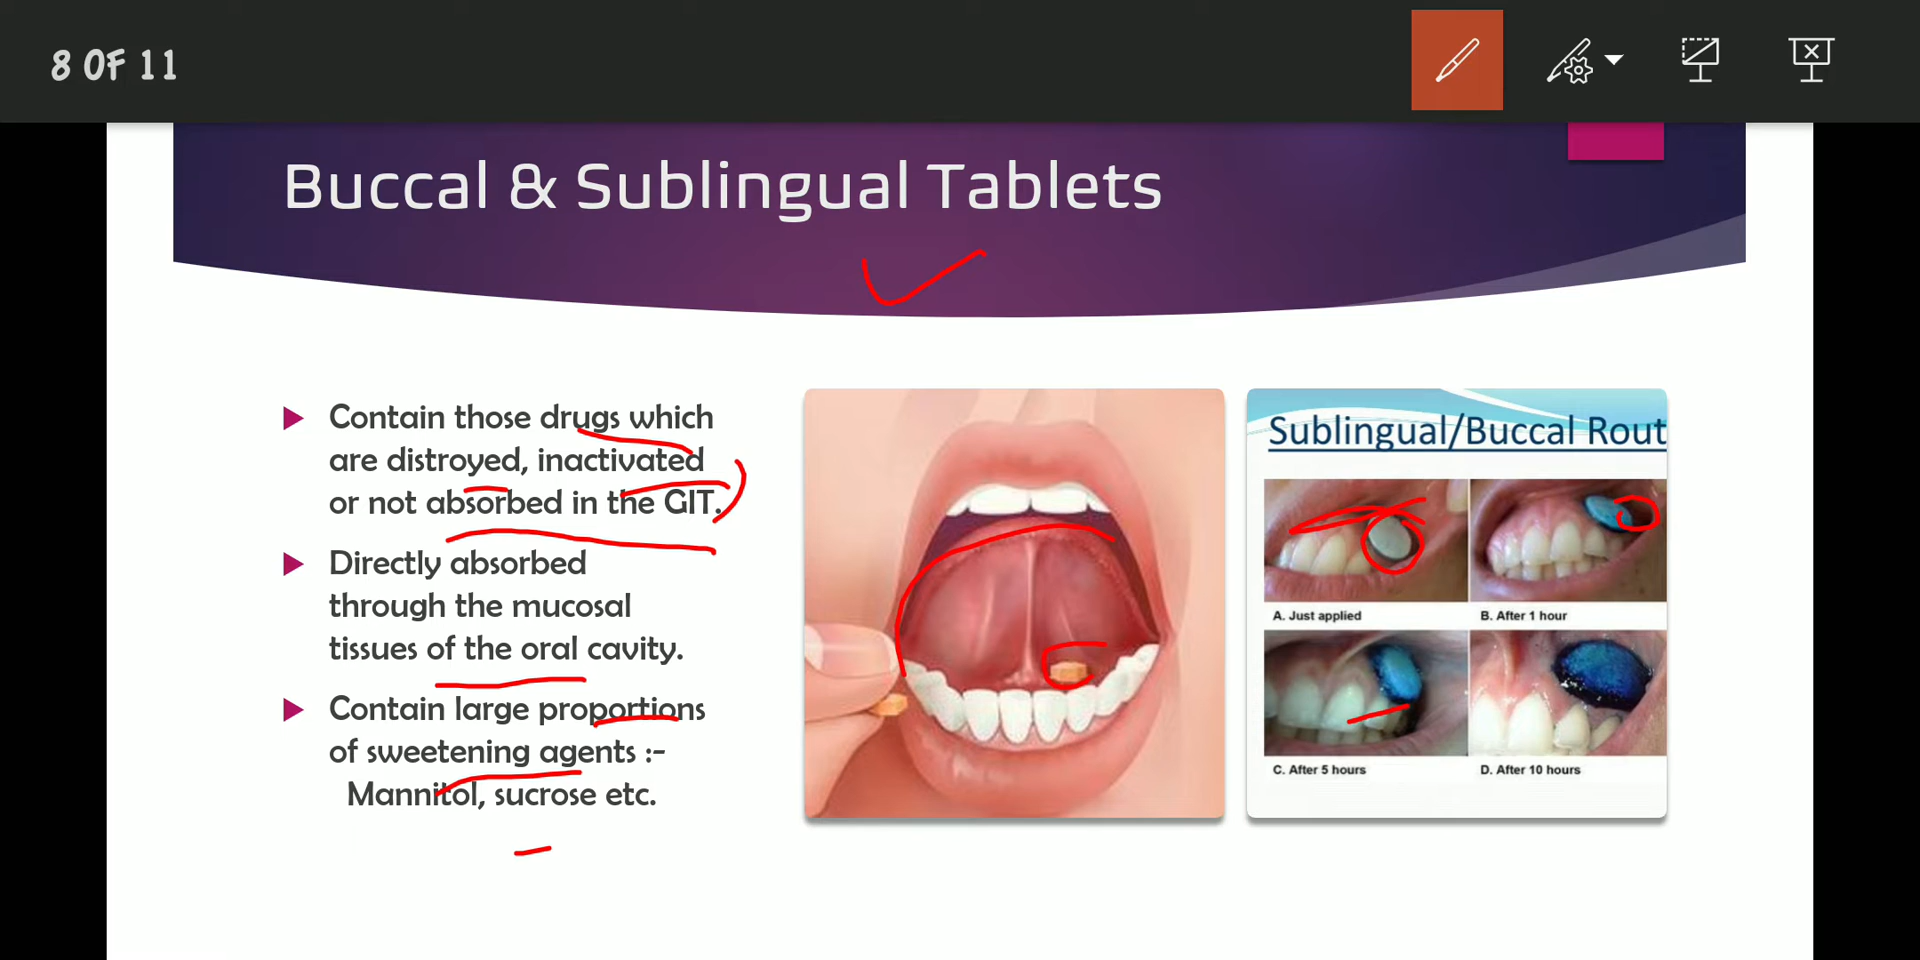 8 OF 11
Buccal & Sublingual Tablets
Contain those drugs which
are distroyed, inactivated
or not absorbed in the GIT.
Directly absorbed
through the mucosal
tissues of the oral cavity.
Contain large proportions
of sweetening agents :-
Mannitol, sucrose etc.
Sublingual/Buccal Rout
A. Just applied
B. After 1 hour
C. After 5 hours
D. After 10 hours